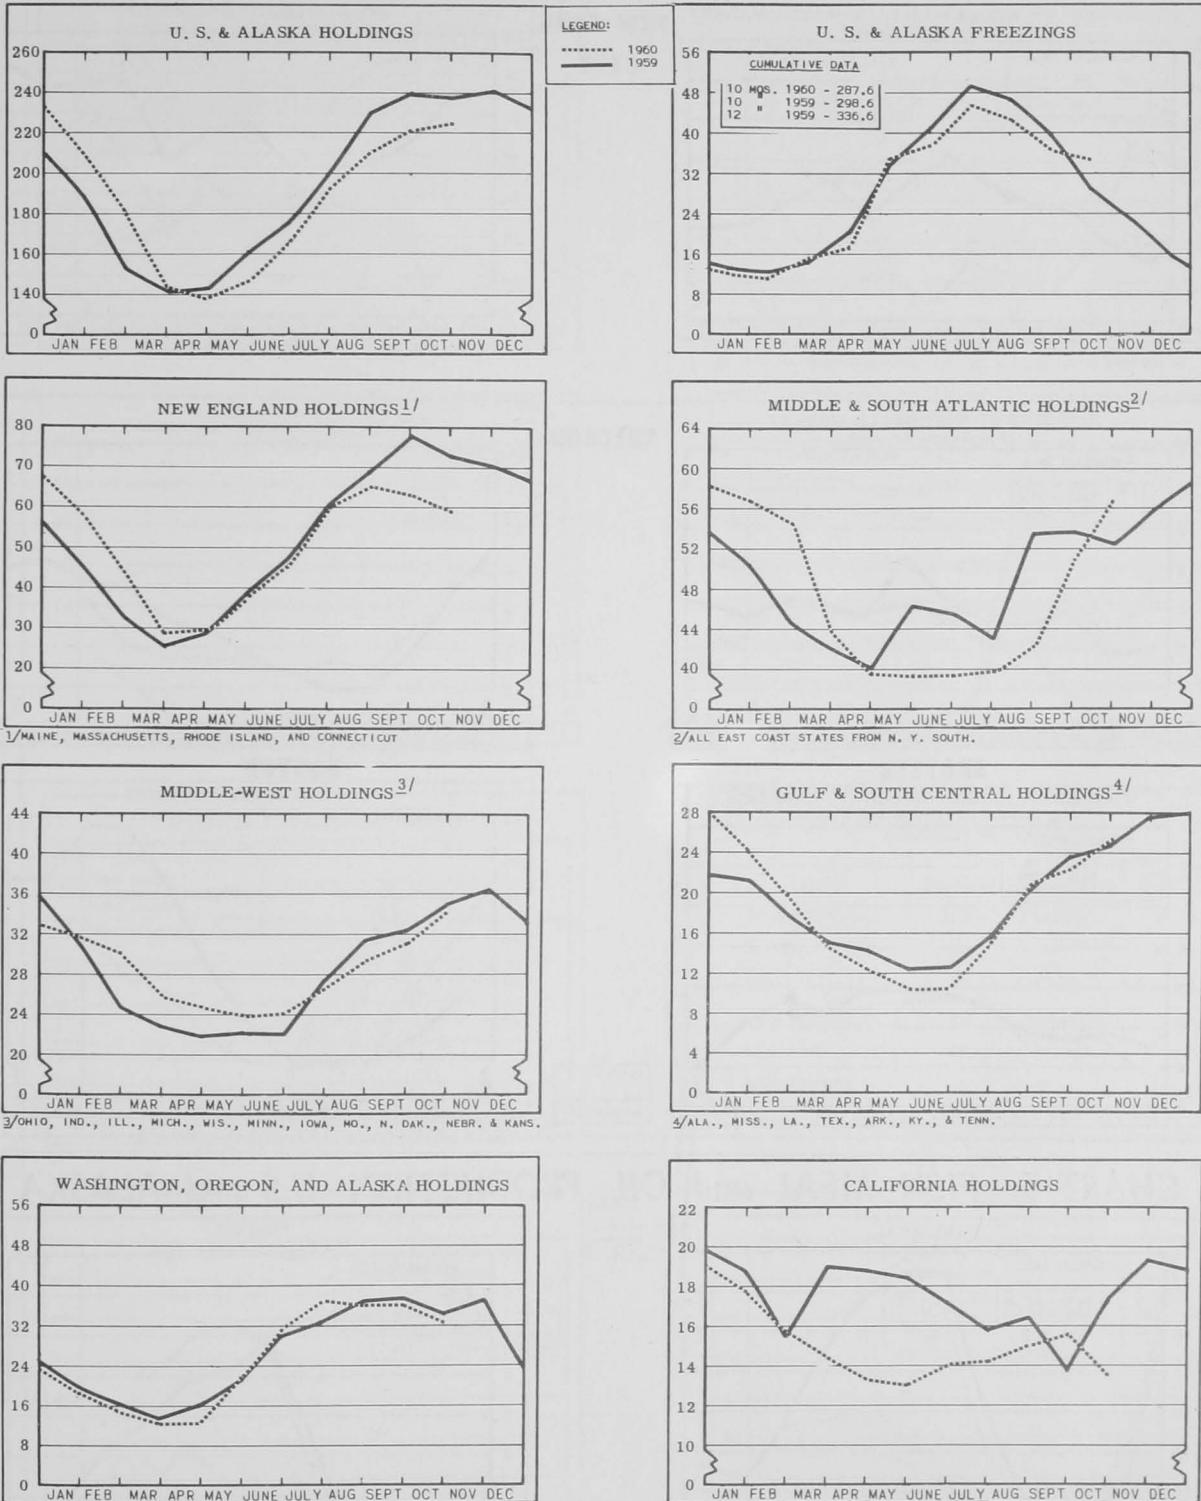 U. S. & ALASKA HOLDINGS
260
240
220
200
180
160
140
0
JAN FEB MAR APR MAY JUNE JULY AUG SEPT OCT NOV DEC
LEGEND:
1960
1959
U. S. & ALASKA FREEZINGS
56
48
40
32
24
16
8
0
CUMULATIVE DATA
10 MOS. 1960 - 287.6
10 " 1959 - 298.6
12 " 1959 - 336.6
JAN FEB MAR APR MAY JUNE JULY AUG SEPT OCT NOV DEC
NEW ENGLAND HOLDINGS 1/
80
70
60
50
40
30
20
0
JAN FEB MAR APR MAY JUNE JULY AUG SEPT OCT NOV DEC
1/MAINE, MASSACHUSETTS, RHODE ISLAND, AND CONNECTICUT
MIDDLE & SOUTH ATLANTIC HOLDINGS 2/
64
60
56
52
48
44
40
0
JAN FEB MAR APR MAY JUNE JULY AUG SEPT OCT NOV DEC
2/ALL EAST COAST STATES FROM N. Y. SOUTH.
MIDDLE-WEST HOLDINGS 3/
44
40
36
32
28
24
20
0
JAN FEB MAR APR MAY JUNE JULY AUG SEPT OCT NOV DEC
3/OHIO, IND., ILL., MICH., WIS., MINN., IOWA, MO., N. DAK., NEBR. & KANS.
GULF & SOUTH CENTRAL HOLDINGS 4/
28
24
20
16
12
8
4
0
JAN FEB MAR APR MAY JUNE JULY AUG SEPT OCT NOV DEC
4/ALA., MISS., LA., TEX., ARK., KY., & TENN.
WASHINGTON, OREGON, AND ALASKA HOLDINGS
56
48
40
32
24
16
8
0
JAN FEB MAR APR MAY JUNE JULY AUG SEPT OCT NOV DEC
CALIFORNIA HOLDINGS
22
20
18
16
14
12
10
0
JAN FEB MAR APR MAY JUNE JULY AUG SEPT OCT NOV DEC